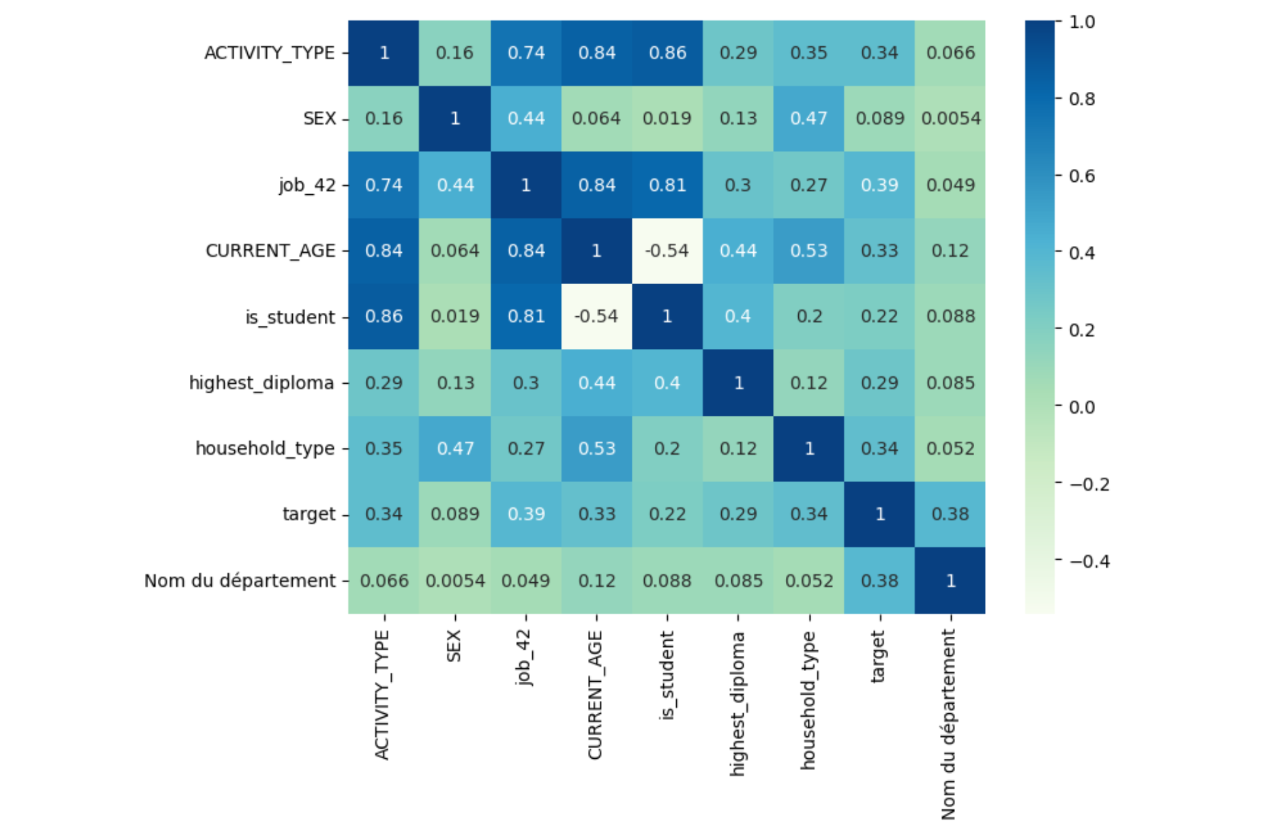 ACTIVITY_TYPE 1 0.16 0.74 0.84 0.86 0.29 0.35 0.34 0.066
SEX 0.16 1 0.44 0.064 0.019 0.13 0.47 0.089 0.0054
job_42 0.74 0.44 1 0.84 0.81 0.3 0.27 0.39 0.049
CURRENT_AGE 0.84 0.064 0.84 1 -0.54 0.44 0.53 0.33 0.12
is_student 0.86 0.019 0.81 -0.54 1 0.4 0.2 0.22 0.088
highest_diploma 0.29 0.13 0.3 0.44 0.4 1 0.12 0.29 0.085
household_type 0.35 0.47 0.27 0.53 0.2 0.12 1 0.34 0.052
target 0.34 0.089 0.39 0.33 0.22 0.29 0.34 1 0.38
Nom du département 0.066 0.0054 0.049 0.12 0.088 0.085 0.052 0.38 1
ACTIVITY_TYPE
SEX
job_42
CURRENT_AGE
is_student
highest_diploma
household_type
target
Nom du département
1.0
0.8
0.6
0.4
0.2
0.0
−0.2
−0.4